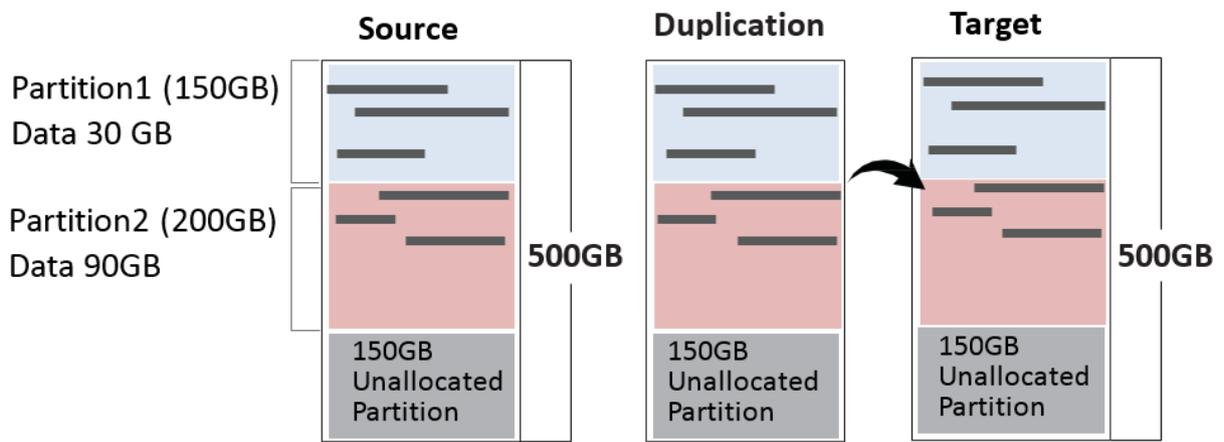 Source
Duplication
Target
Partition1 (150GB)
Data 30 GB
Partition2 (200GB)
Data 90GB
500GB
500GB
150GB
Unallocated
Partition
150GB
Unallocated
Partition
150GB
Unallocated
Partition